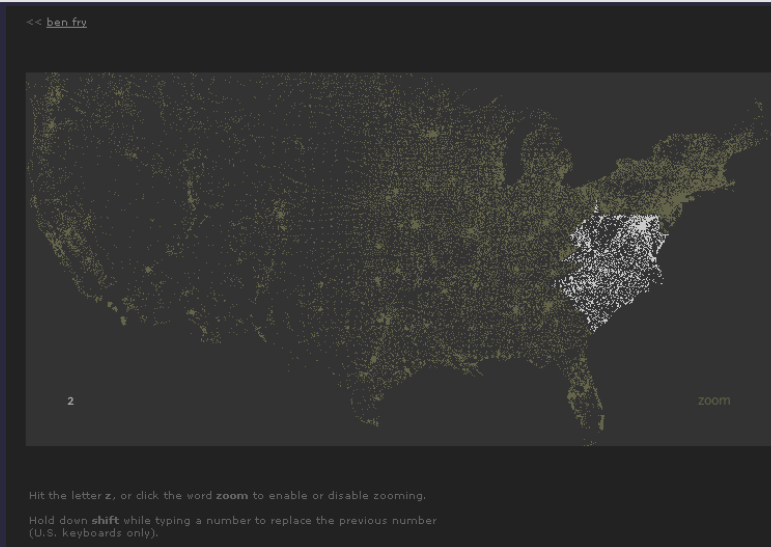 << ben fry
2
zoom
Hit the letter z, or click the word zoom to enable or disable zooming.
Hold down shift while typing a number to replace the previous number
(U.S. keyboards only).